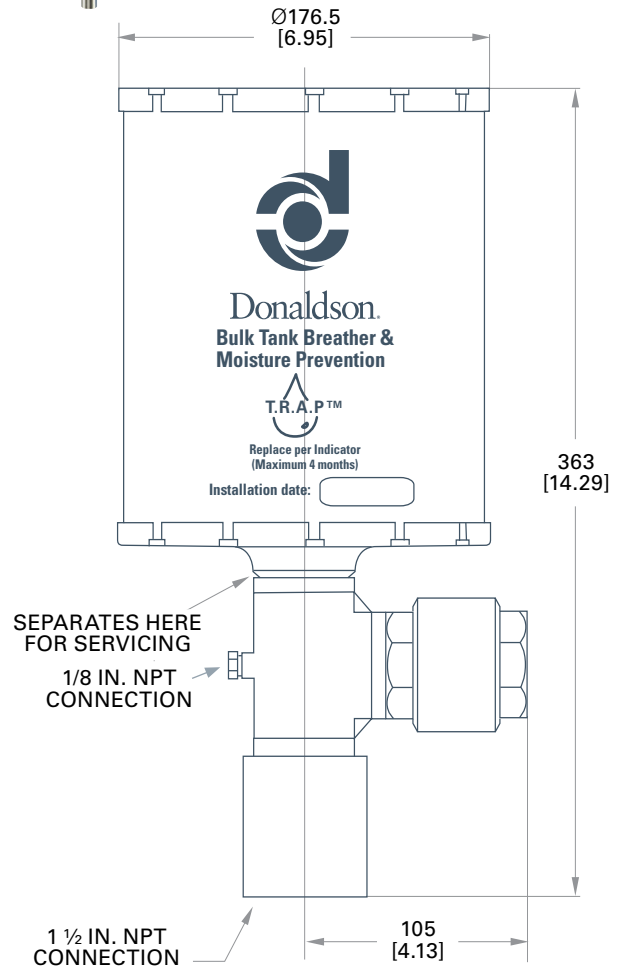 Ø176.5
[6.95]
Donaldson.
Bulk Tank Breather &
Moisture Prevention
T.R.A.P™
Replace per Indicator
(Maximum 4 months)
Installation date:
363
[14.29]
SEPARATES HERE
FOR SERVICING
1/8 IN. NPT
CONNECTION
1 ½ IN. NPT
CONNECTION
105
[4.13]